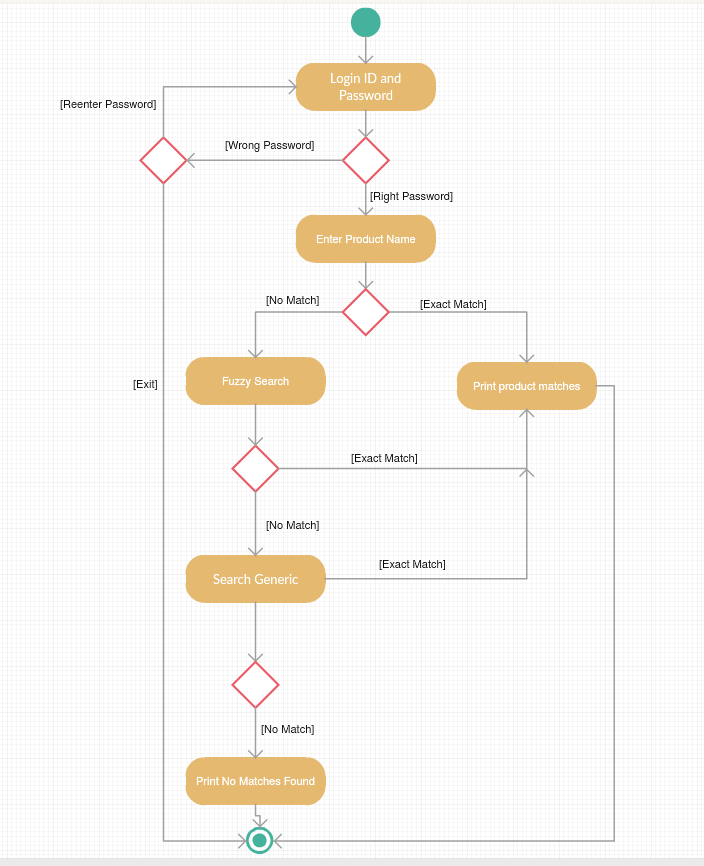 Login ID and
Password
[Reenter Password]
[Wrong Password]
[Right Password]
Enter Product Name
[No Match]
[Exact Match]
Fuzzy Search
Print product matches
[Exit]
[Exact Match]
[No Match]
[Exact Match]
Search Generic
[No Match]
Print No Matches Found